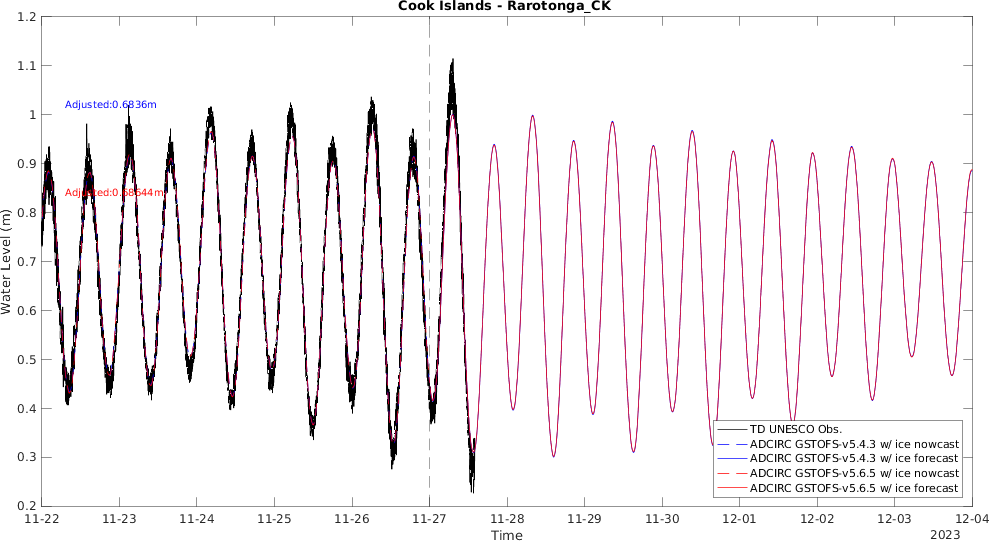 Cook Islands - Rarotonga_CK
1.2
1.1
1
0.9
0.8
0.7
0.6
0.5
0.4
0.3
0.2
Water Level (m)
Adjusted:0.6836m
Adjusted:0.68644m
TD UNESCO Obs.
ADCIRC GSTOFS-v5.4.3 w/ ice nowcast
ADCIRC GSTOFS-v5.4.3 w/ ice forecast
ADCIRC GSTOFS-v5.6.5 w/ ice nowcast
ADCIRC GSTOFS-v5.6.5 w/ ice forecast
11-22 11-23 11-24 11-25 11-26 11-27 11-28 11-29 11-30 12-01 12-02 12-03 12-04
Time
2023